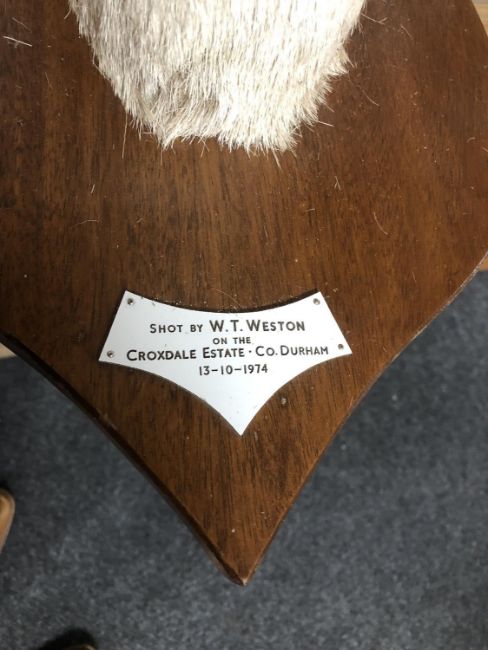 SHOT BY W. T. WESTON
ON THE
CROXDALE ESTATE · CO. DURHAM
13-10-1974